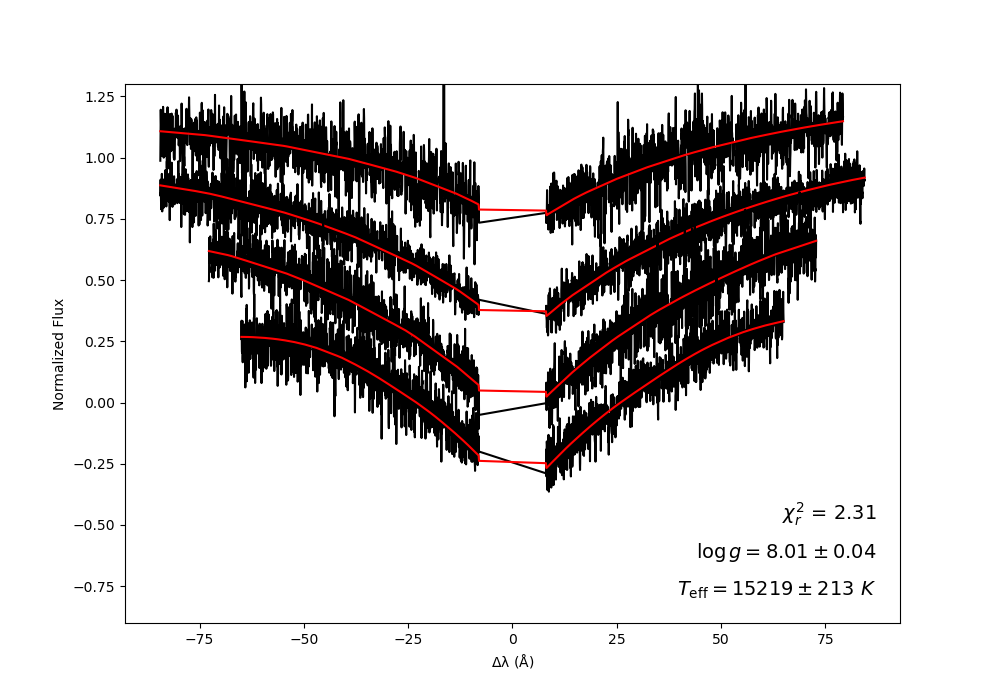 1.25
1.00
0.75
0.50
0.25
0.00
−0.25
−0.50
−0.75
Normalized Flux
χ²ᵣ = 2.31
log g = 8.01 ± 0.04
T_eff = 15219 ± 213 K
−75 −50 −25 0 25 50 75
Δλ (Å)